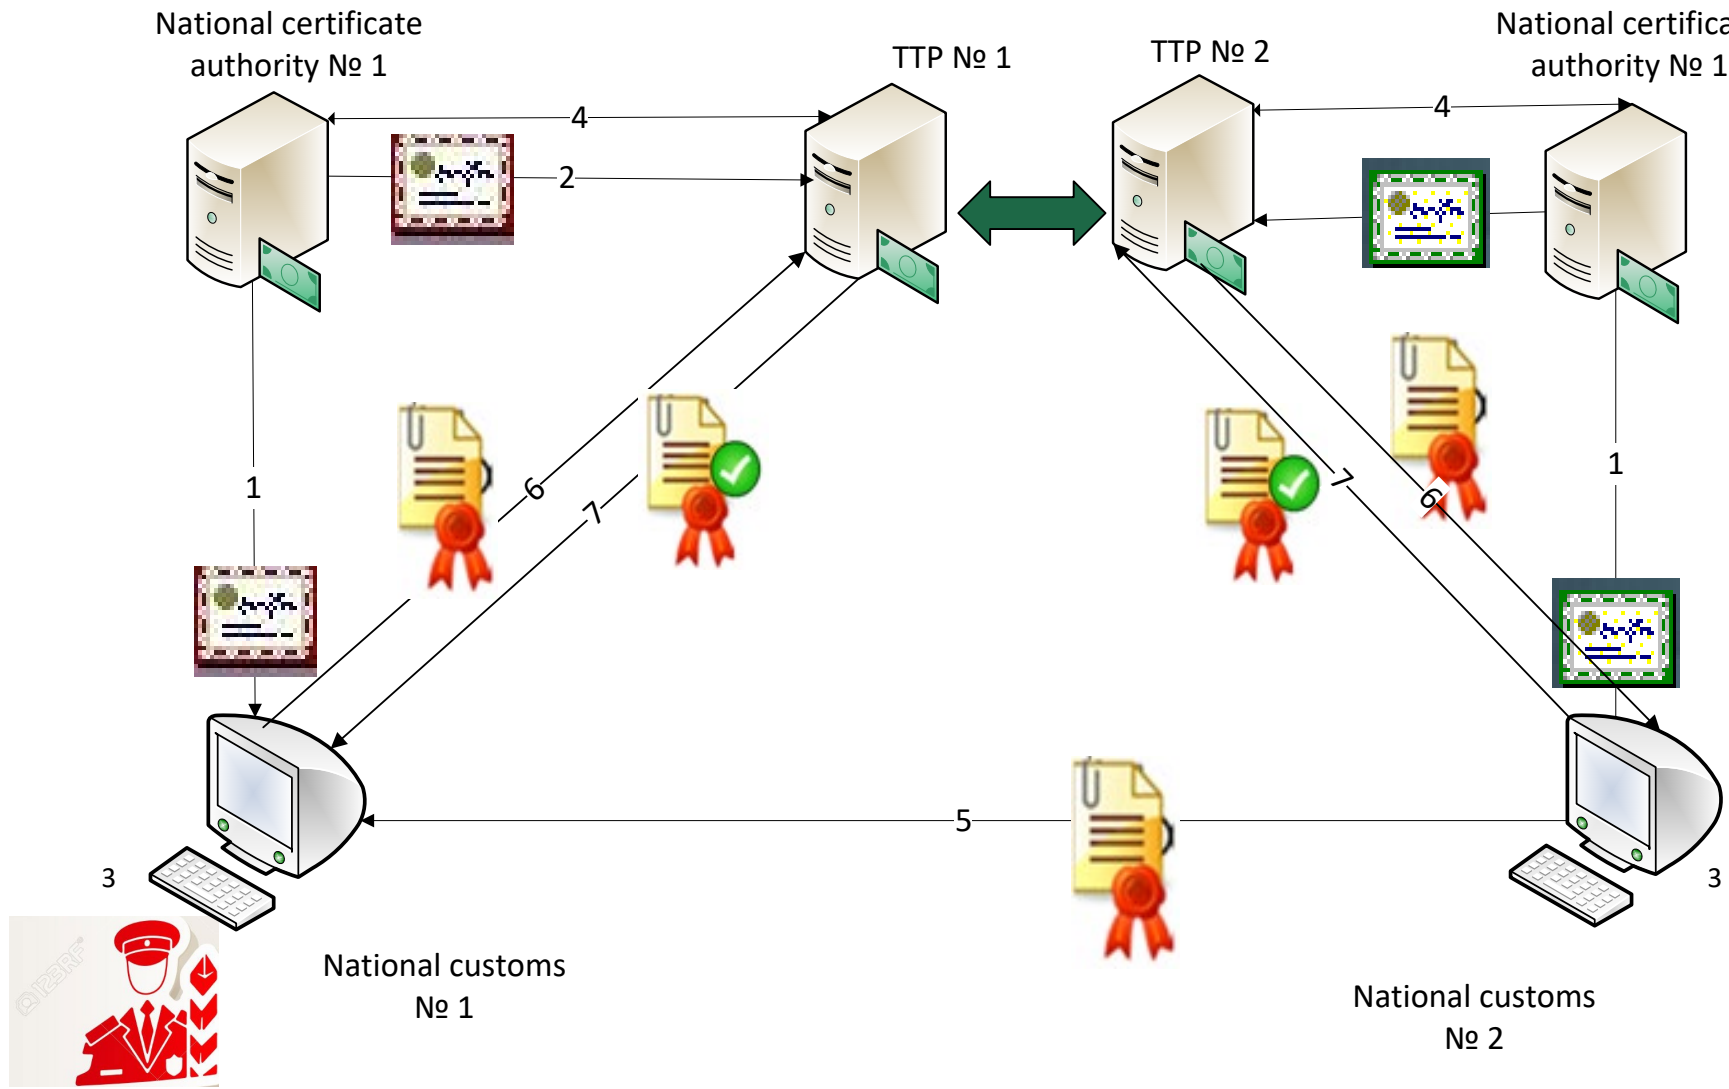 National certificate
authority № 1
TTP № 1
TTP № 2
National certifica
authority № 1
4
4
2
1
1
6
7
7
6
5
3
3
@123RF
National customs
№ 1
National customs
№ 2